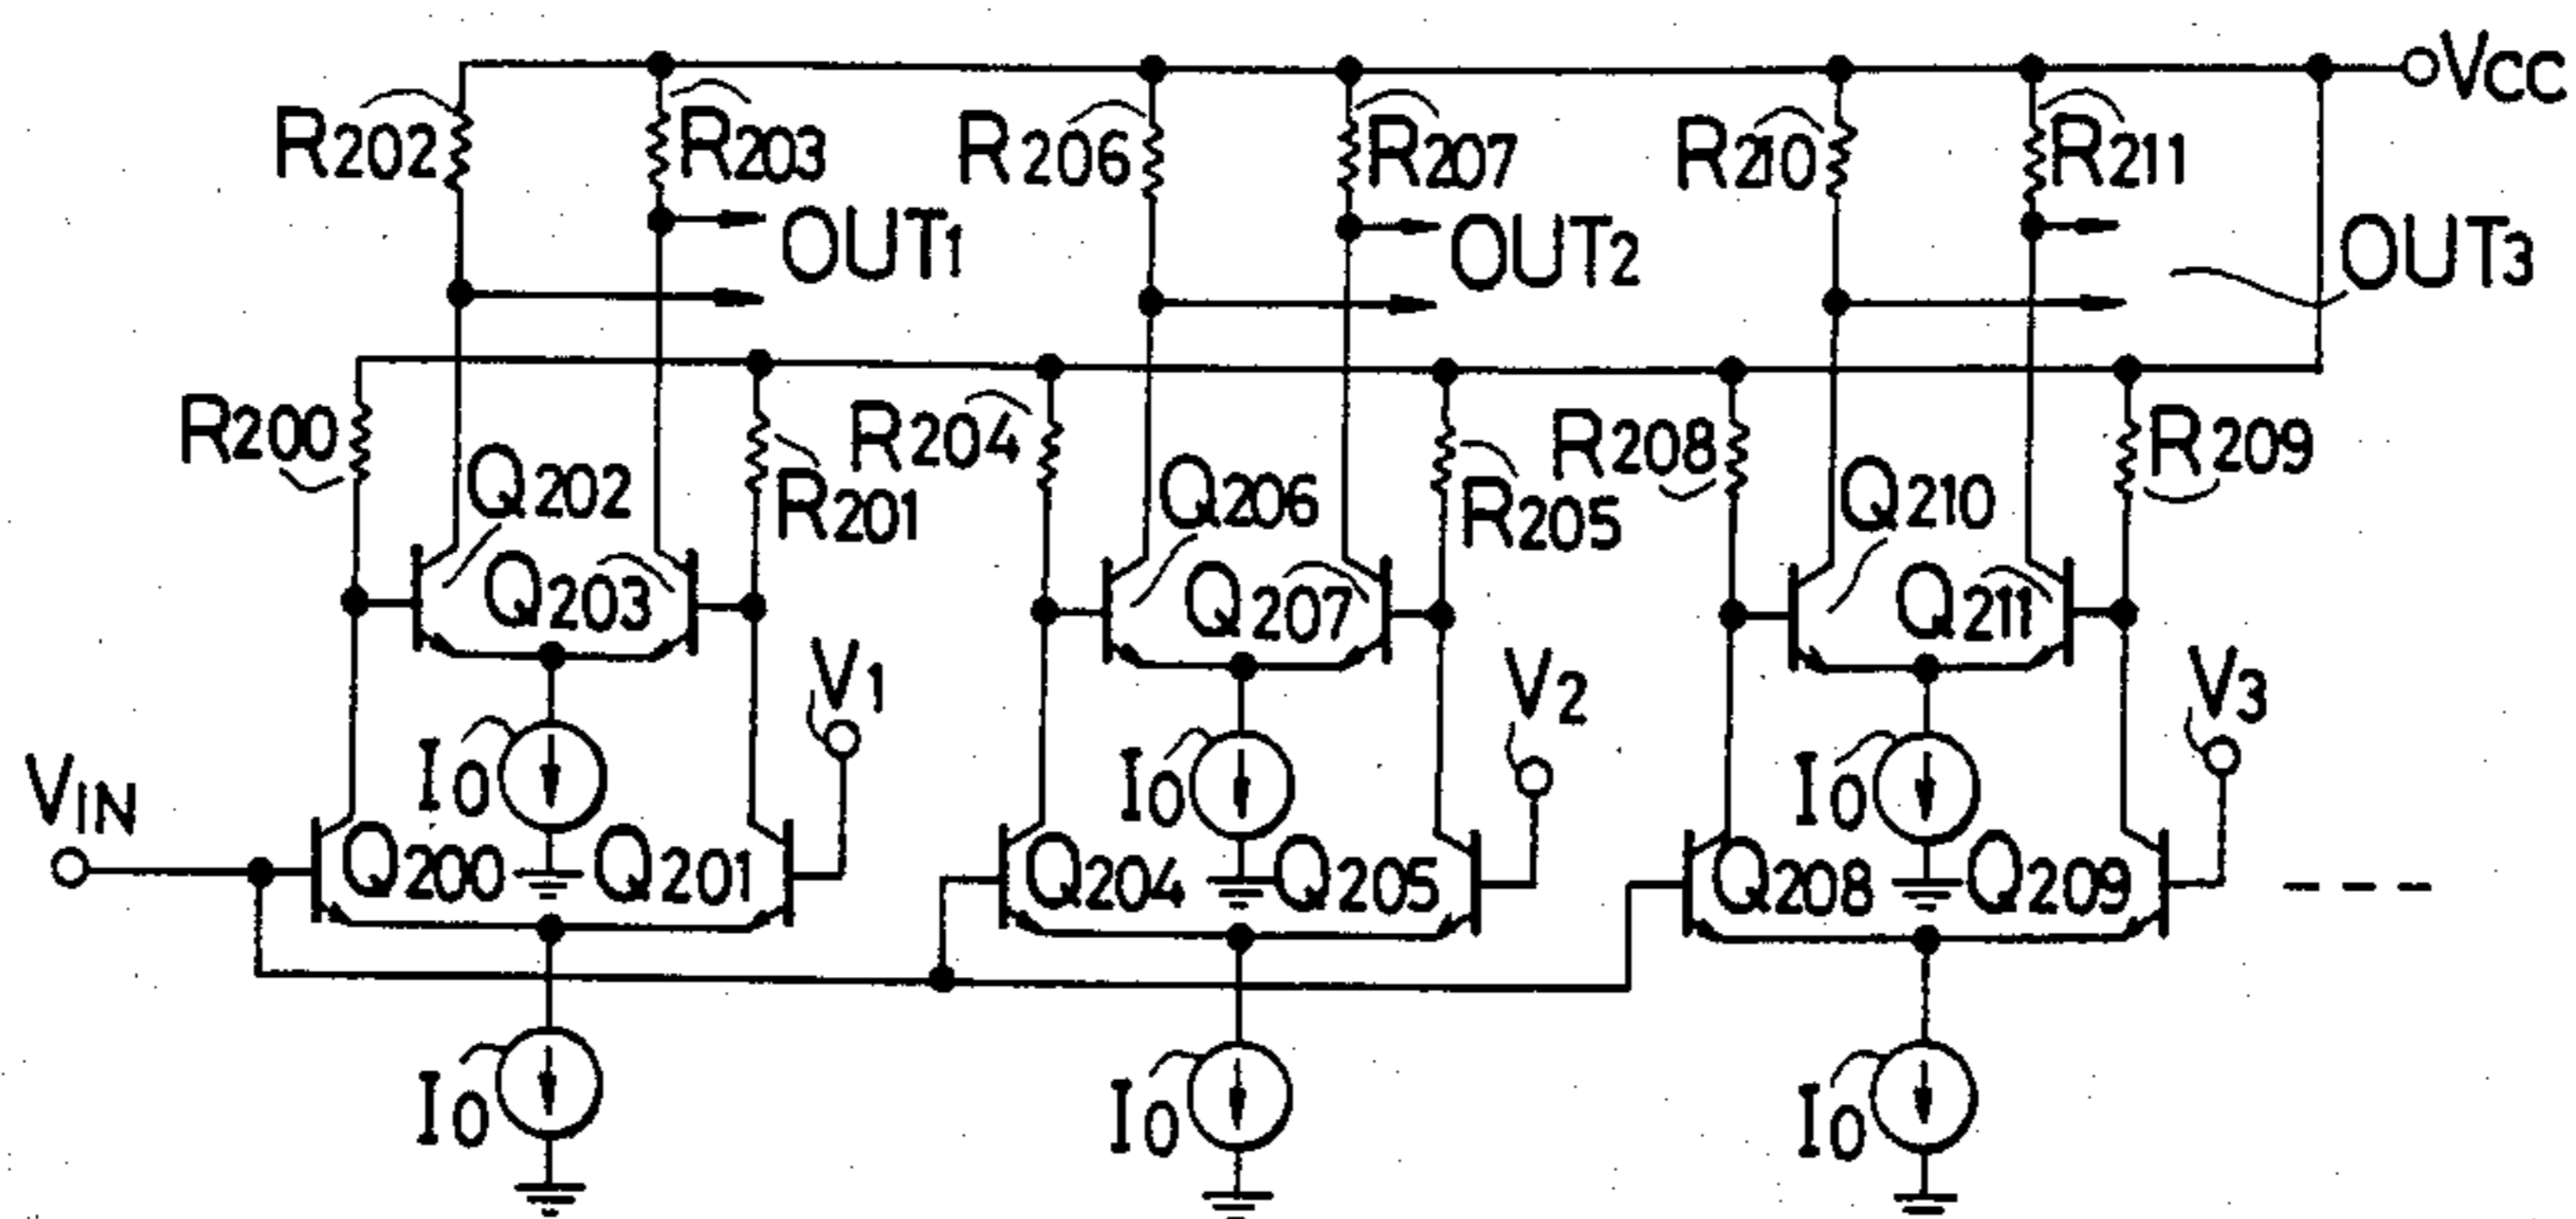 VCC
R202 R203 R206 R207 R210 R211
OUT1 OUT2 OUT3
R200 R201 R204 R205 R208 R209
Q202 Q206 Q210
Q203 Q207 Q211
V1 V2 V3
I0 I0 I0
VIN
Q200 Q201 Q204 Q205 Q208 Q209
I0 I0 I0